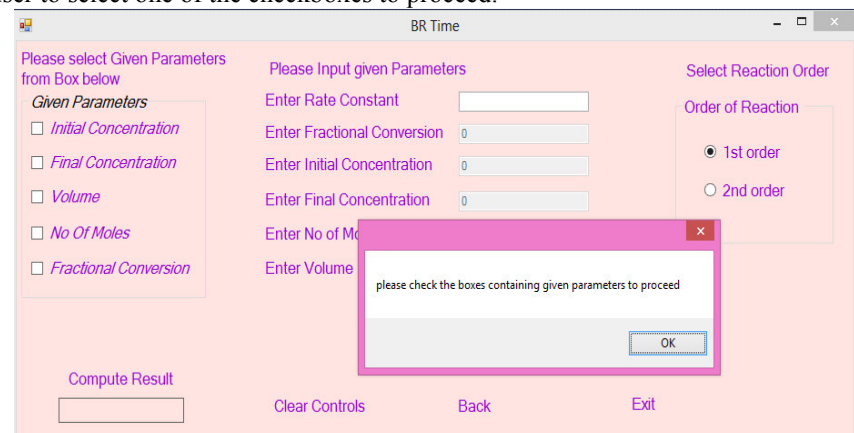 user to select one of the checkboxes to proceed.
BR Time
Please select Given Parameters
from Box below
Given Parameters
Initial Concentration
Final Concentration
Volume
No Of Moles
Fractional Conversion
Please Input given Parameters
Enter Rate Constant
Enter Fractional Conversion 0
Enter Initial Concentration 0
Enter Final Concentration 0
Enter No of
Enter Volume
Select Reaction Order
Order of Reaction
1st order
2nd order
please check the boxes containing given parameters to proceed
OK
Compute Result
Clear Controls Back Exit